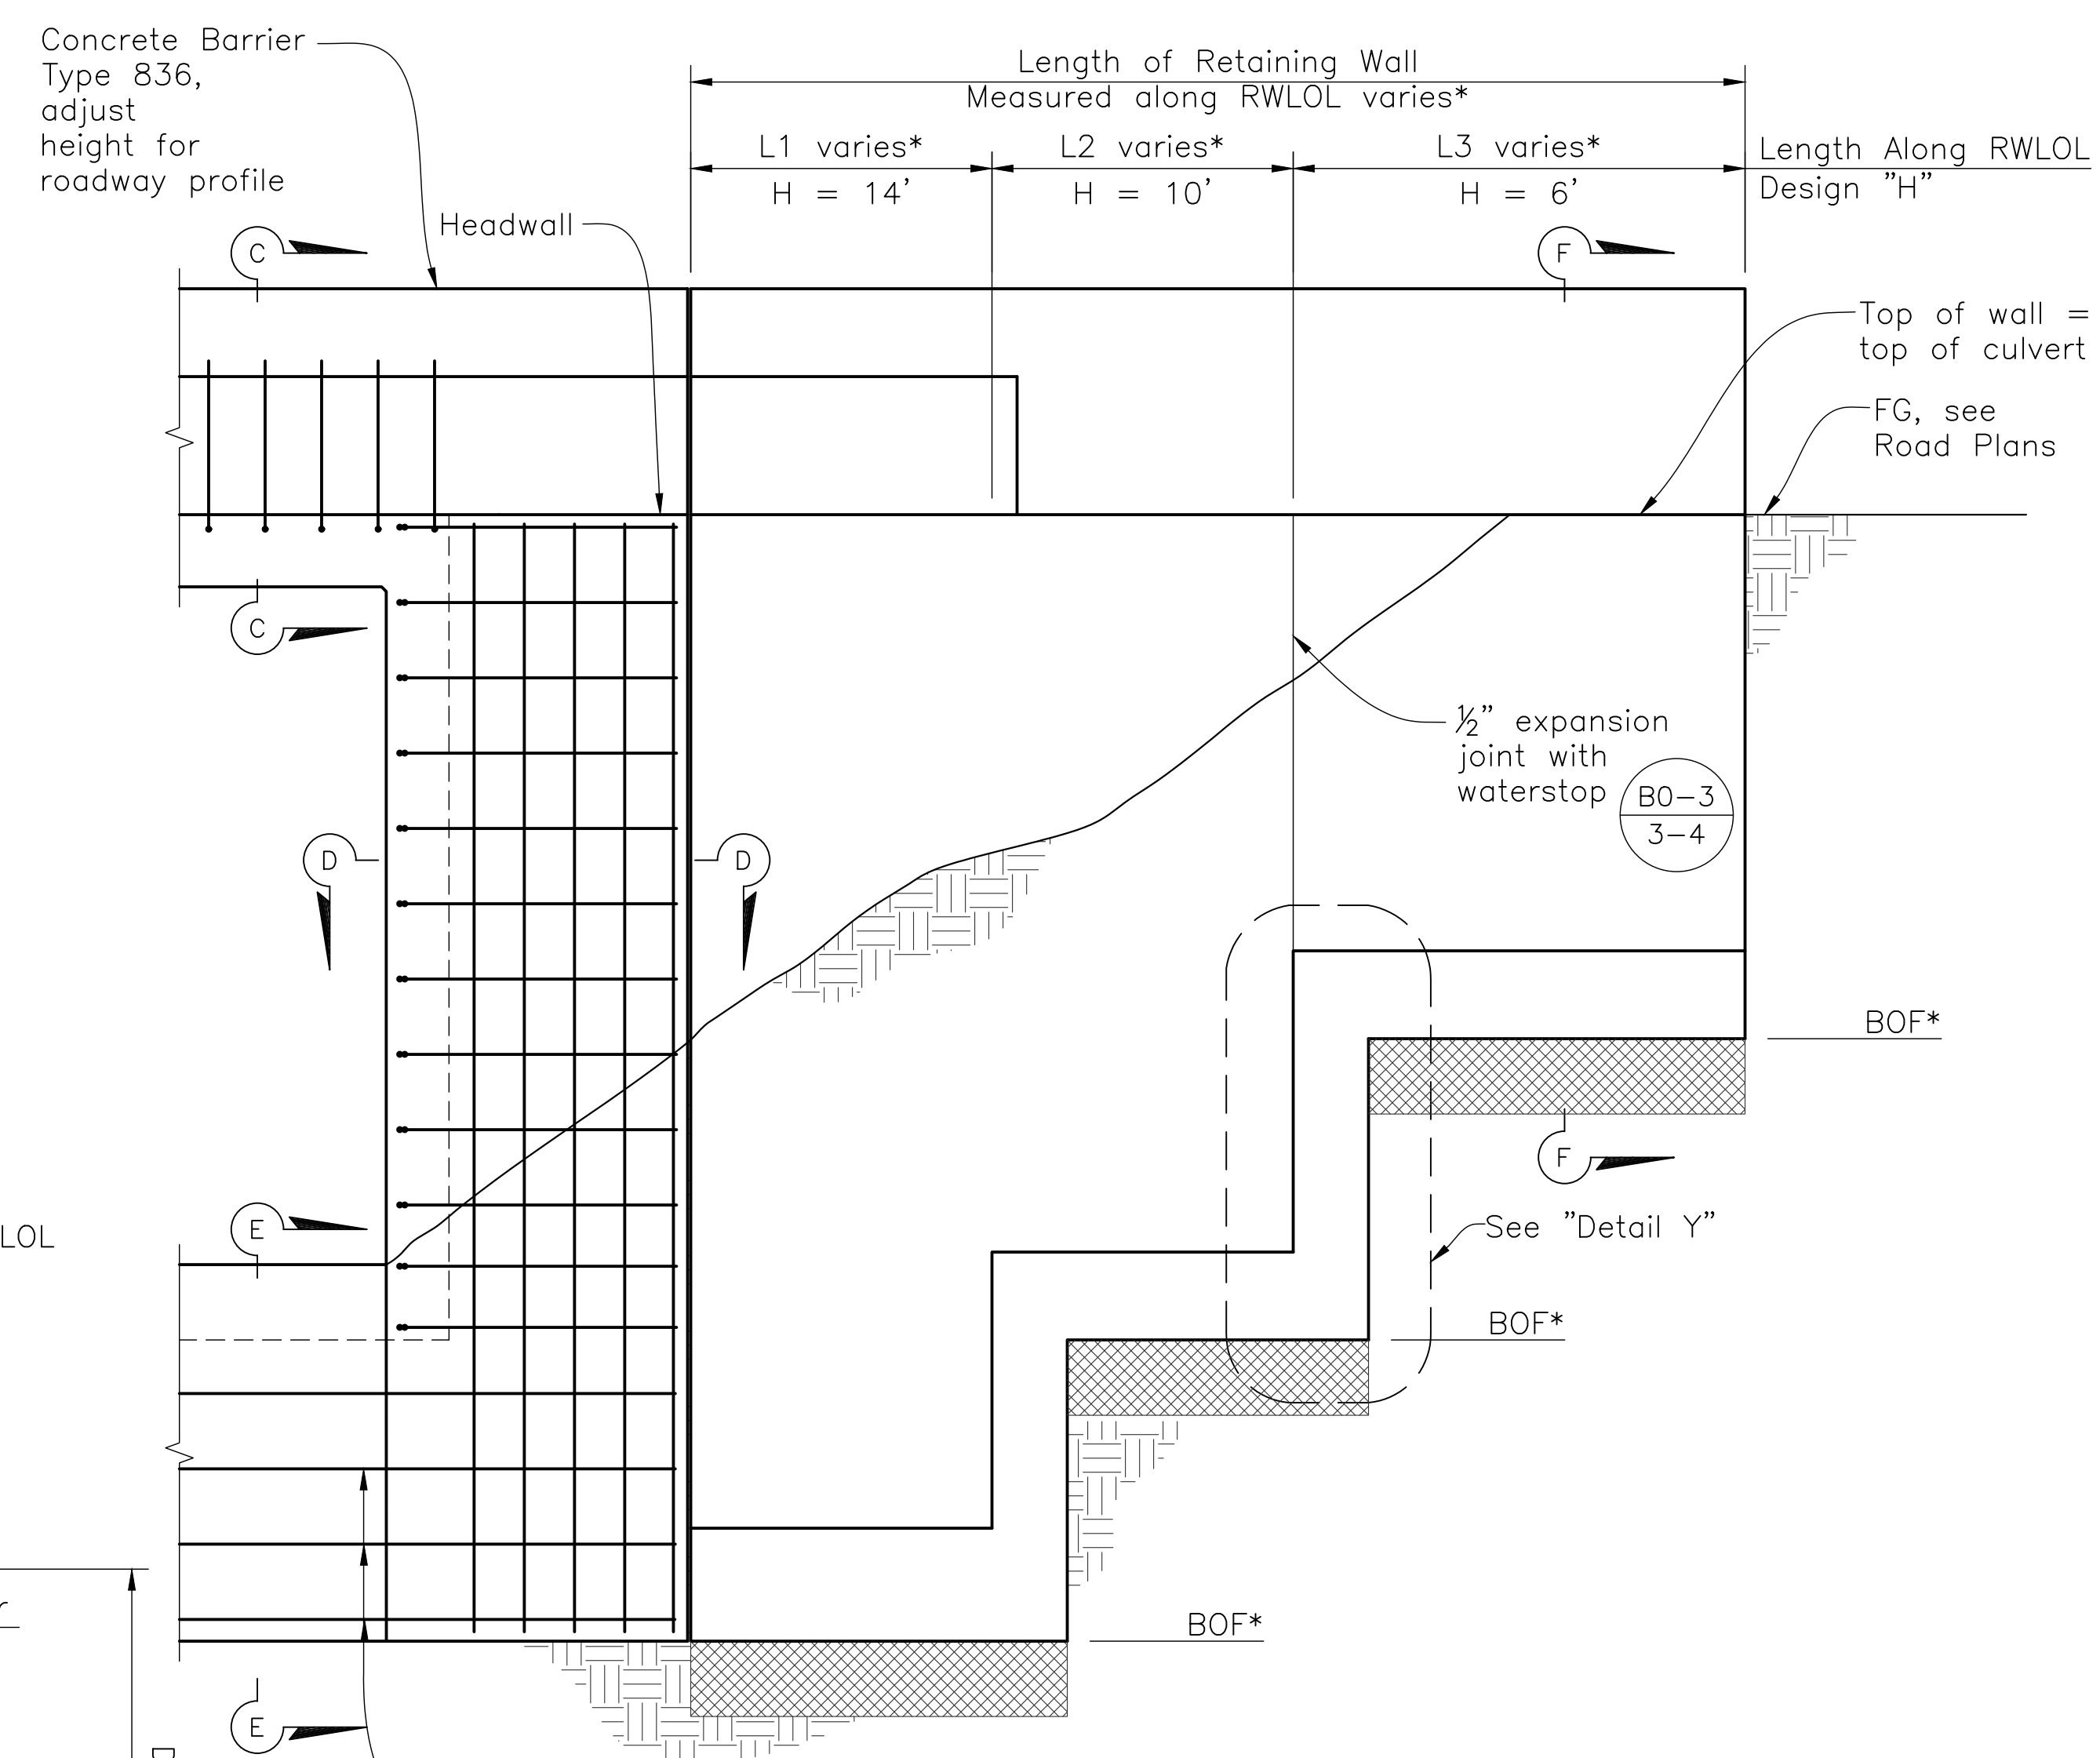 Concrete Barrier
Type 836,
adjust
height for
roadway profile
Length of Retaining Wall
Measured along RWLOL varies*
L1 varies*
L2 varies*
L3 varies*
Length Along RWLOL
H = 14'
H = 10'
H = 6'
Design "H"
Headwall
C
F
Top of wall =
top of culvert
FG, see
Road Plans
C
½" expansion
joint with
waterstop
B0-3
3-4
D
D
BOF*
F
E
LOL
See "Detail Y"
BOF*
BOF*
E